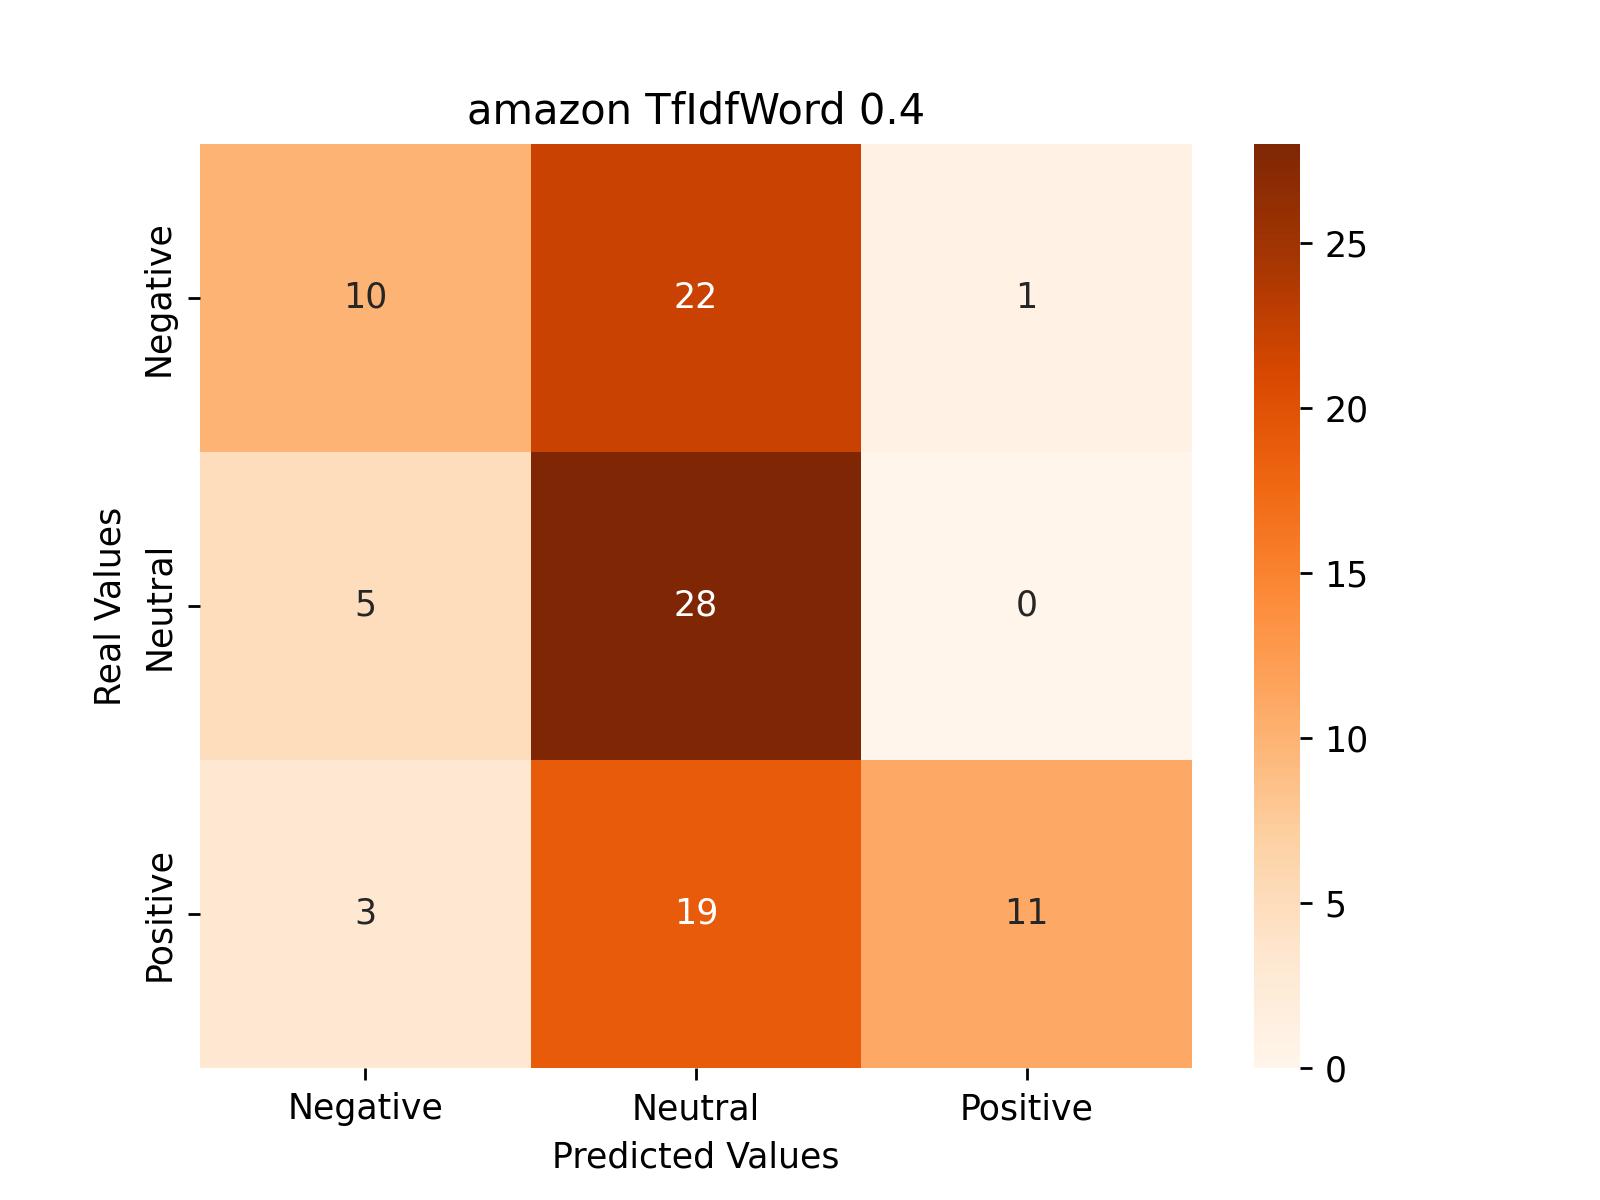 amazon TfIdfWord 0.4
Real Values
Negative
10 22 1
Neutral
5 28 0
Positive
3 19 11
Negative Neutral Positive
Predicted Values
25
20
15
10
5
0